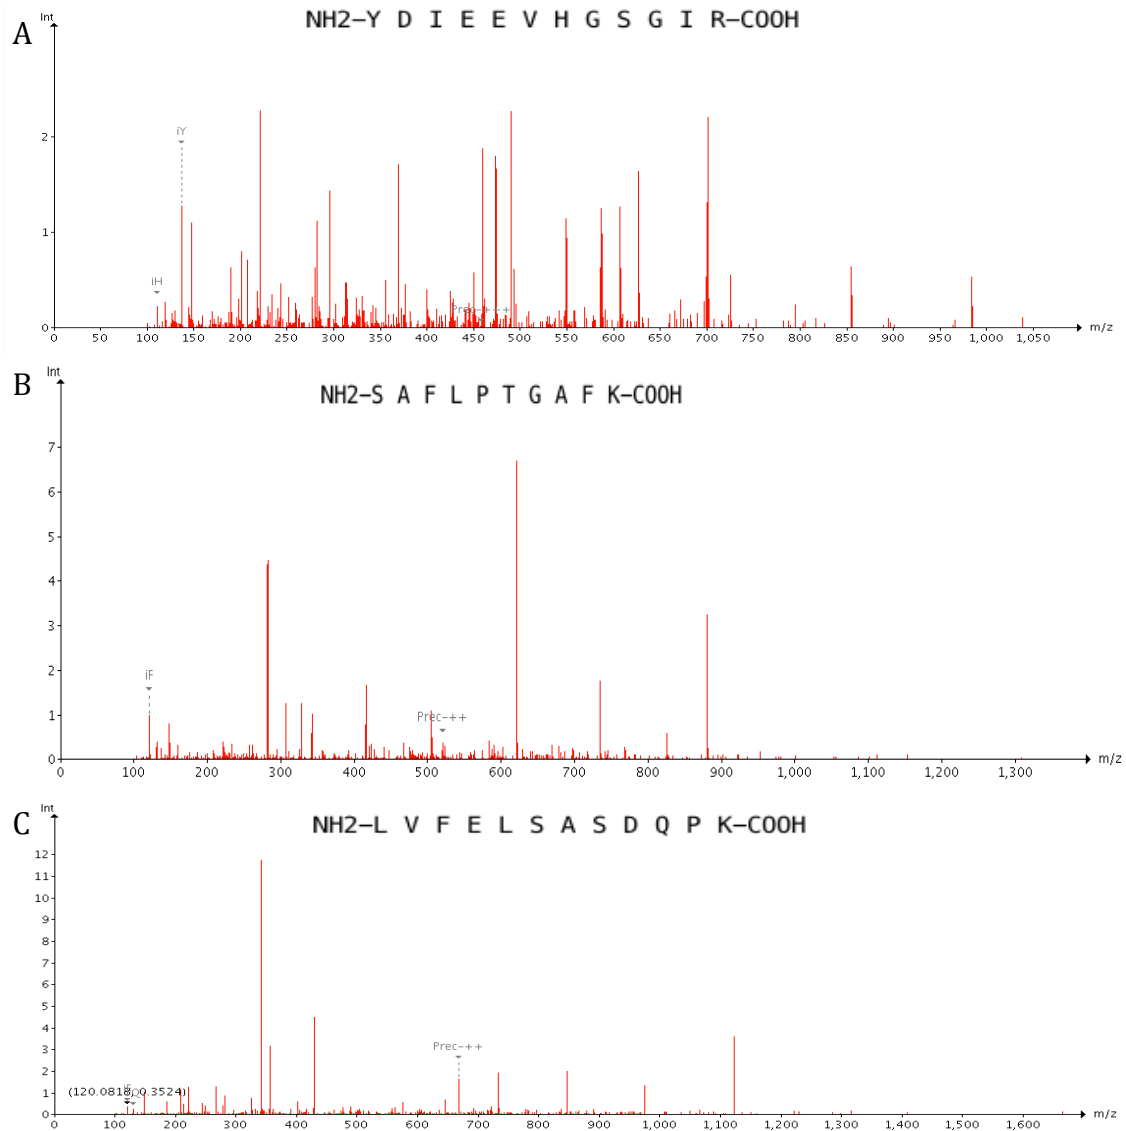 A
NH2–Y D I E E V H G S G I R–COOH
Int
2
1
0
iY
iH
0 50 100 150 200 250 300 350 400 450 500 550 600 650 700 750 800 850 900 950 1,000 1,050
m/z
B
NH2–S A F L P T G A F K–COOH
Int
7
6
5
4
3
2
1
0
iF
Prec-++
0 100 200 300 400 500 600 700 800 900 1,000 1,100 1,200 1,300
m/z
C
NH2–L V F E L S A S D Q P K–COOH
Int
12
11
10
9
8
7
6
5
4
3
2
1
0
Prec-++
(120.0818, 0.3524)
0 100 200 300 400 500 600 700 800 900 1,000 1,100 1,200 1,300 1,400 1,500 1,600
m/z